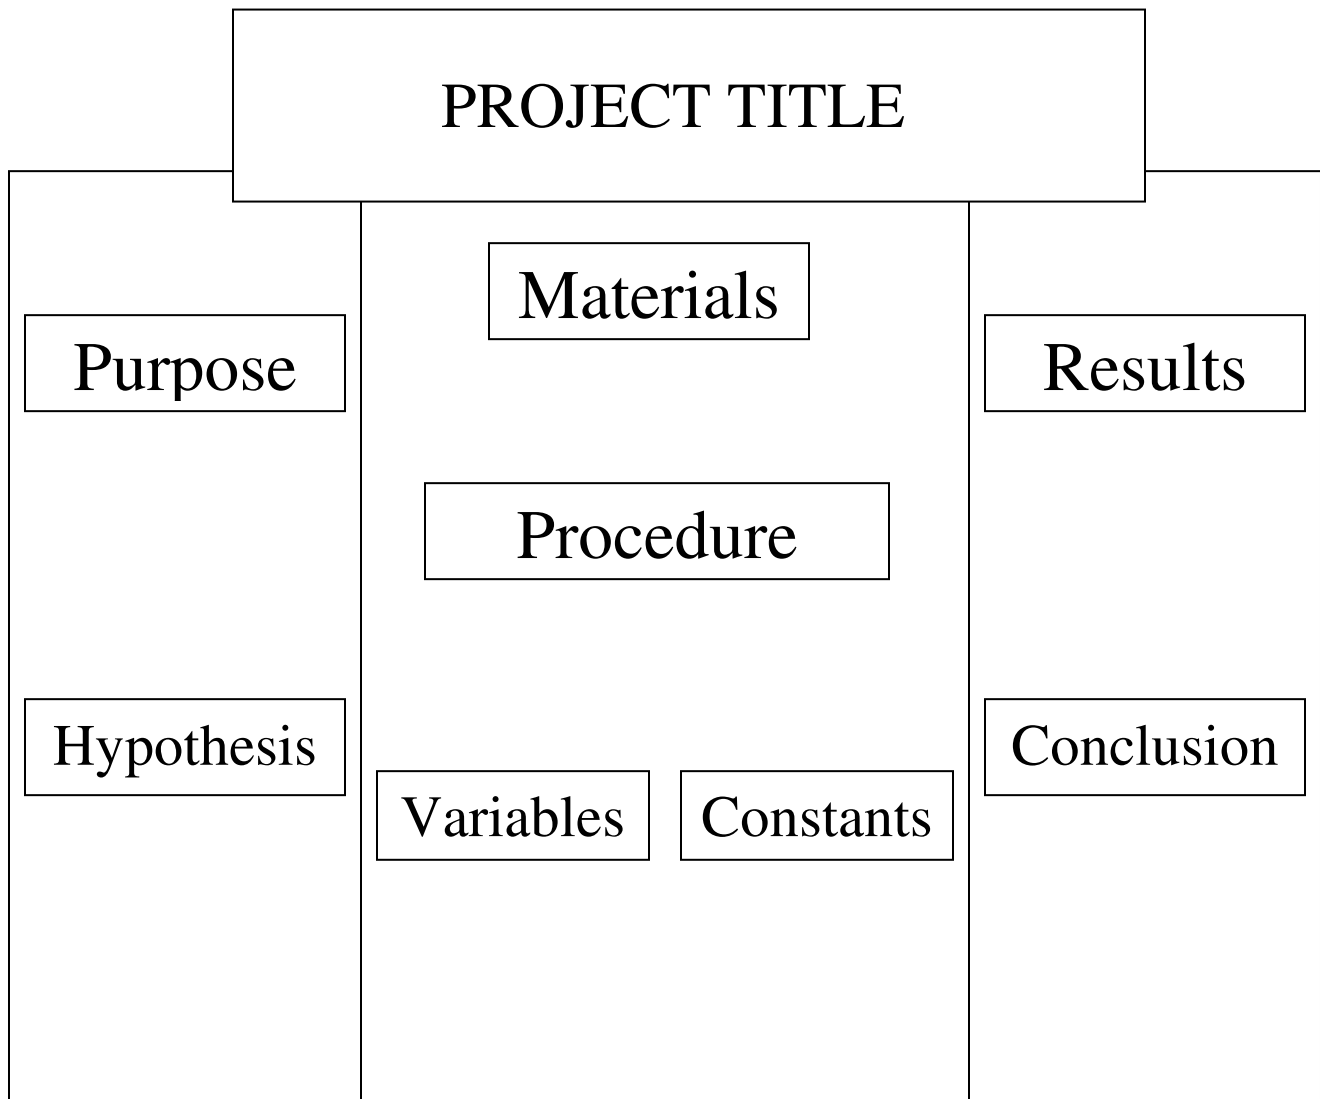 PROJECT TITLE
Purpose
Hypothesis
Materials
Procedure
Variables
Constants
Results
Conclusion